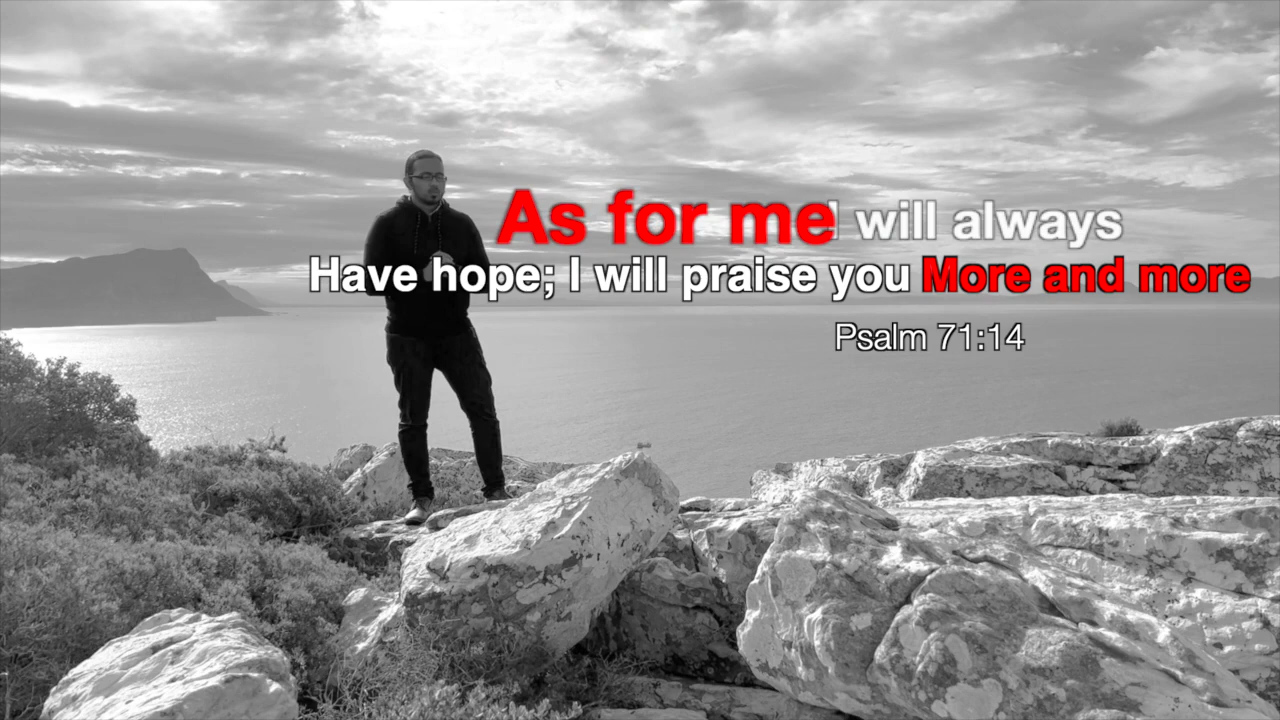 As for me I will always
Have hope; I will praise you More and more
Psalm 71:14